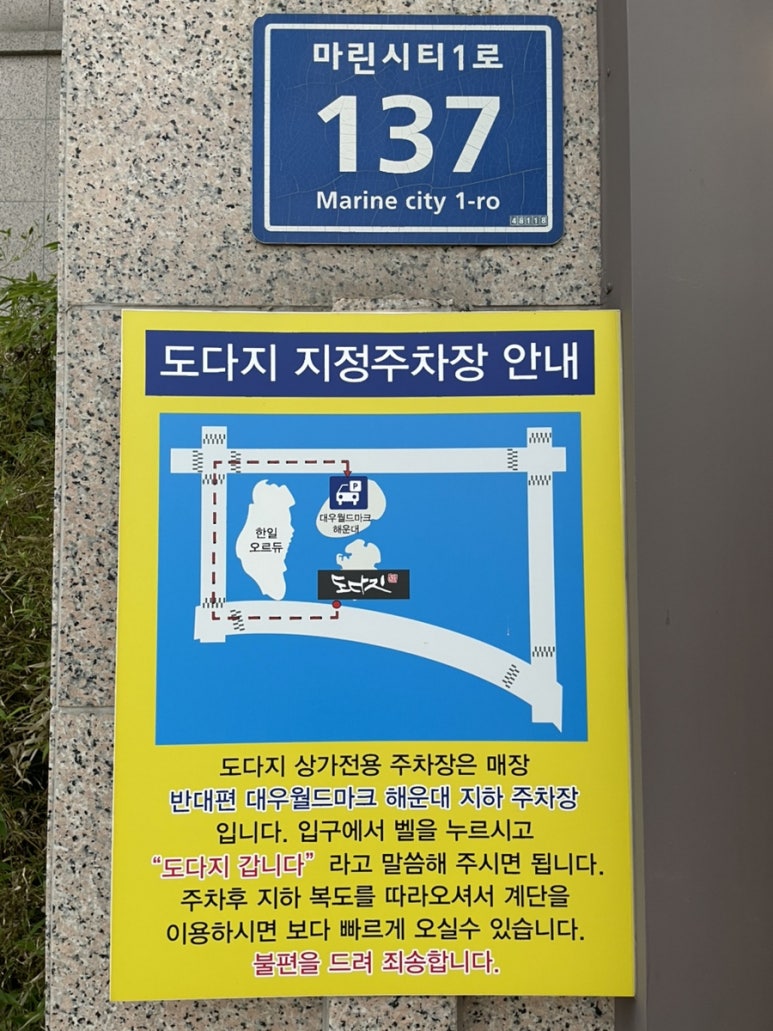 마린시티1로
137
Marine city 1-ro
48118
도다지 지정주차장 안내
P
대우월드마크
해운대
한일
오르듀
도다지
도다지 상가전용 주차장은 매장
반대편 대우월드마크 해운대 지하 주차장
입니다. 입구에서 벨을 누르시고
“도다지 갑니다” 라고 말씀해 주시면 됩니다.
주차후 지하 복도를 따라오셔서 계단을
이용하시면 보다 빠르게 오실수 있습니다.
불편을 드려 죄송합니다.